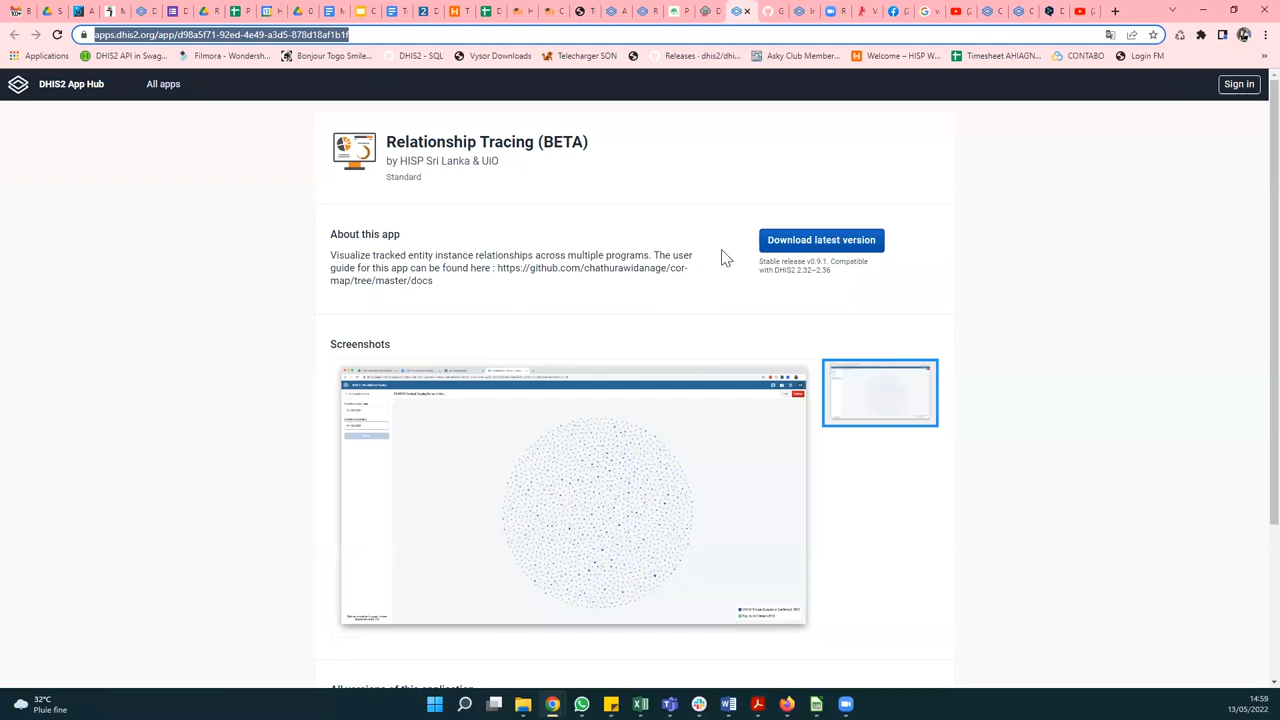 apps.dhis2.org/app/d98a5f71-92ed-4e49-a3d5-878d18af1b1f
Applications
DHIS2 API in Swag...
Filmora - Wondersh...
Bonjour Togo Smile...
DHIS2 - SQL
Vysor Downloads
Telecharger SON
Releases · dhis2/dhi...
Asky Club Member...
Welcome – HISP W...
Timesheet AHIAGN...
CONTABO
Login FM
DHIS2 App Hub
All apps
Sign in
Relationship Tracing (BETA)
by HISP Sri Lanka & UiO
Standard
About this app
Visualize tracked entity instance relationships across multiple programs. The user
guide for this app can be found here : https://github.com/chathurawidanage/cor-
map/tree/master/docs
Download latest version
Stable release v0.9.1. Compatible
with DHIS2 2.32–2.36
Screenshots
All versions of this application
32°C
Pluie fine
14:59
13/05/2022